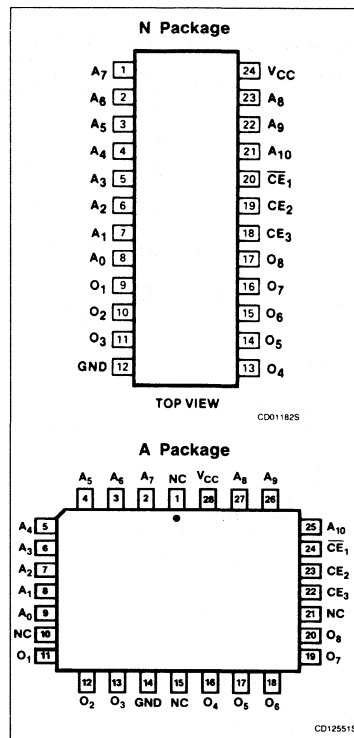 N Package
A7 1 24 VCC
A6 2 23 A8
A5 3 22 A9
A4 4 21 A10
A3 5 20 C̅E̅1
A2 6 19 CE2
A1 7 18 CE3
A0 8 17 O8
O1 9 16 O7
O2 10 15 O6
O3 11 14 O5
GND 12 13 O4
TOP VIEW
CD01182S
A Package
A5 A6 A7 NC VCC A8 A9
4 3 2 1 28 27 26
A4 5 25 A10
A3 6 24 C̅E̅1
A2 7 23 CE2
A1 8 22 CE3
A0 9 21 NC
NC 10 20 O8
O1 11 19 O7
12 13 14 15 16 17 18
O2 O3 GND NC O4 O5 O6
CD12551S